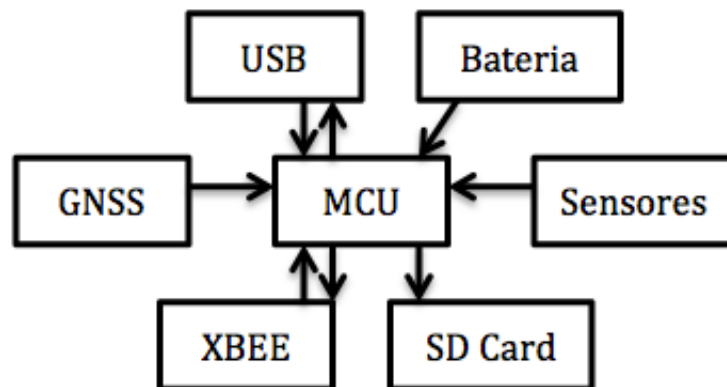 USB
Bateria
GNSS
MCU
Sensores
XBEE
SD Card